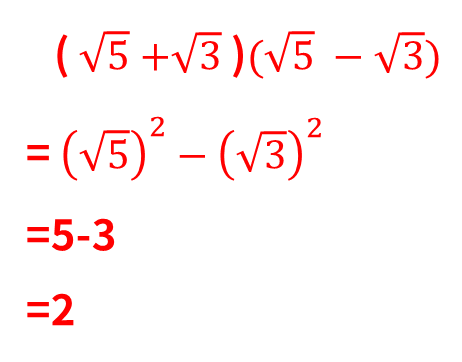 (√5+√3)(√5 − √3)
=(√5)² − (√3)²
=5-3
=2